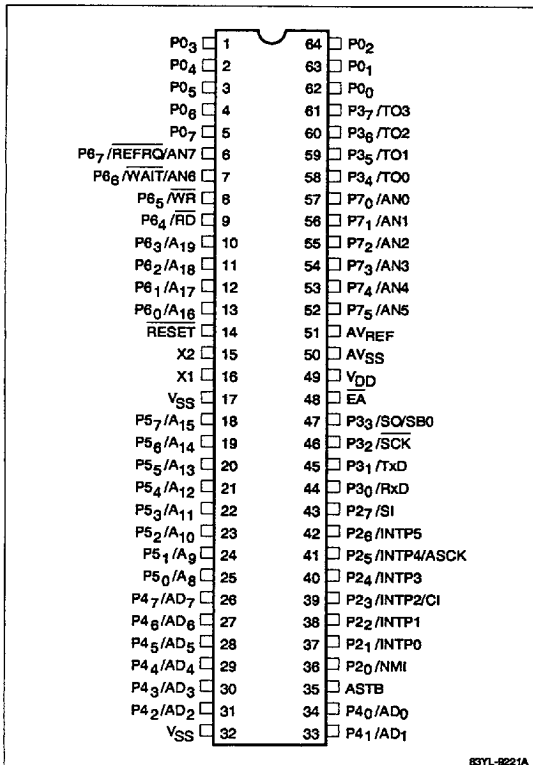 P0₃ 1 64 P0₂
P0₄ 2 63 P0₁
P0₅ 3 62 P0₀
P0₆ 4 61 P3₇/TO3
P0₇ 5 60 P3₆/TO2
P6₇/R̅E̅F̅R̅Q̅/AN7 6 59 P3₅/TO1
P6₆/W̅A̅I̅T̅/AN6 7 58 P3₄/TO0
P6₅/W̅R̅ 8 57 P7₀/AN0
P6₄/R̅D̅ 9 56 P7₁/AN1
P6₃/A₁₉ 10 55 P7₂/AN2
P6₂/A₁₈ 11 54 P7₃/AN3
P6₁/A₁₇ 12 53 P7₄/AN4
P6₀/A₁₆ 13 52 P7₅/AN5
R̅E̅S̅E̅T̅ 14 51 AV_REF
X2 15 50 AV_SS
X1 16 49 V_DD
V_SS 17 48 E̅A̅
P5₇/A₁₅ 18 47 P3₃/SO/SB0
P5₆/A₁₄ 19 46 P3₂/S̅C̅K̅
P5₅/A₁₃ 20 45 P3₁/TxD
P5₄/A₁₂ 21 44 P3₀/RxD
P5₃/A₁₁ 22 43 P2₇/SI
P5₂/A₁₀ 23 42 P2₆/INTP5
P5₁/A₉ 24 41 P2₅/INTP4/ASCK
P5₀/A₈ 25 40 P2₄/INTP3
P4₇/AD₇ 26 39 P2₃/INTP2/CI
P4₆/AD₆ 27 38 P2₂/INTP1
P4₅/AD₅ 28 37 P2₁/INTP0
P4₄/AD₄ 29 36 P2₀/NMI
P4₃/AD₃ 30 35 ASTB
P4₂/AD₂ 31 34 P4₀/AD₀
V_SS 32 33 P4₁/AD₁
83YL-9221A